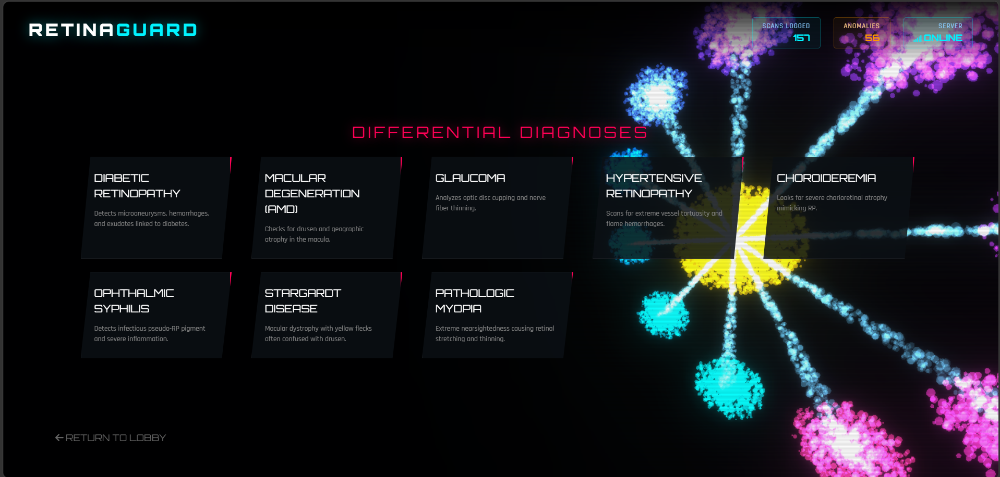 RETINAGUARD
SCANS LOGGED
157
ANOMALIES
56
SERVER
ONLINE
DIFFERENTIAL DIAGNOSES
DIABETIC
RETINOPATHY
Detects microaneurysms, hemorrhages,
and exudates linked to diabetes.
MACULAR
DEGENERATION
(AMD)
Checks for drusen and geographic
atrophy in the macula.
GLAUCOMA
Analyzes optic disc cupping and nerve
fiber thinning.
HYPERTENSIVE
RETINOPATHY
Scans for extreme vessel tortuosity and
flame hemorrhages.
CHOROIDEREMIA
Looks for severe chorioretinal atrophy
mimicking RP.
OPHTHALMIC
SYPHILIS
Detects infectious pseudo-RP pigment
and severe inflammation.
STARGARDT
DISEASE
Macular dystrophy with yellow flecks
often confused with drusen.
PATHOLOGIC
MYOPIA
Extreme nearsightedness causing retinal
stretching and thinning.
← RETURN TO LOBBY